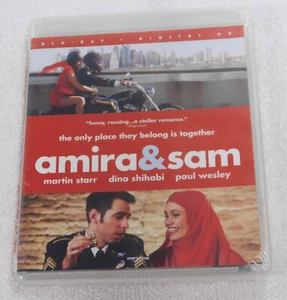 BLU-RAY + DIGITAL HD
"funny, rousing...a stellar romance."
the only place they belong is together
amira&sam
martin starr dina shihabi paul wesley